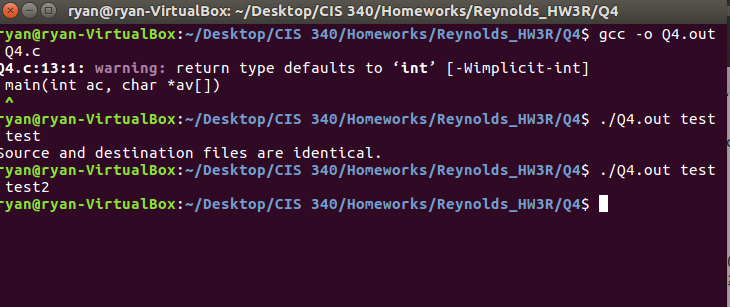 ryan@ryan-VirtualBox: ~/Desktop/CIS 340/Homeworks/Reynolds_HW3R/Q4
ryan@ryan-VirtualBox:~/Desktop/CIS 340/Homeworks/Reynolds_HW3R/Q4$ gcc -o Q4.out
Q4.c
Q4.c:13:1: warning: return type defaults to ‘int’ [-Wimplicit-int]
main(int ac, char *av[])
^
ryan@ryan-VirtualBox:~/Desktop/CIS 340/Homeworks/Reynolds_HW3R/Q4$ ./Q4.out test
test
Source and destination files are identical.
ryan@ryan-VirtualBox:~/Desktop/CIS 340/Homeworks/Reynolds_HW3R/Q4$ ./Q4.out test
test2
ryan@ryan-VirtualBox:~/Desktop/CIS 340/Homeworks/Reynolds_HW3R/Q4$